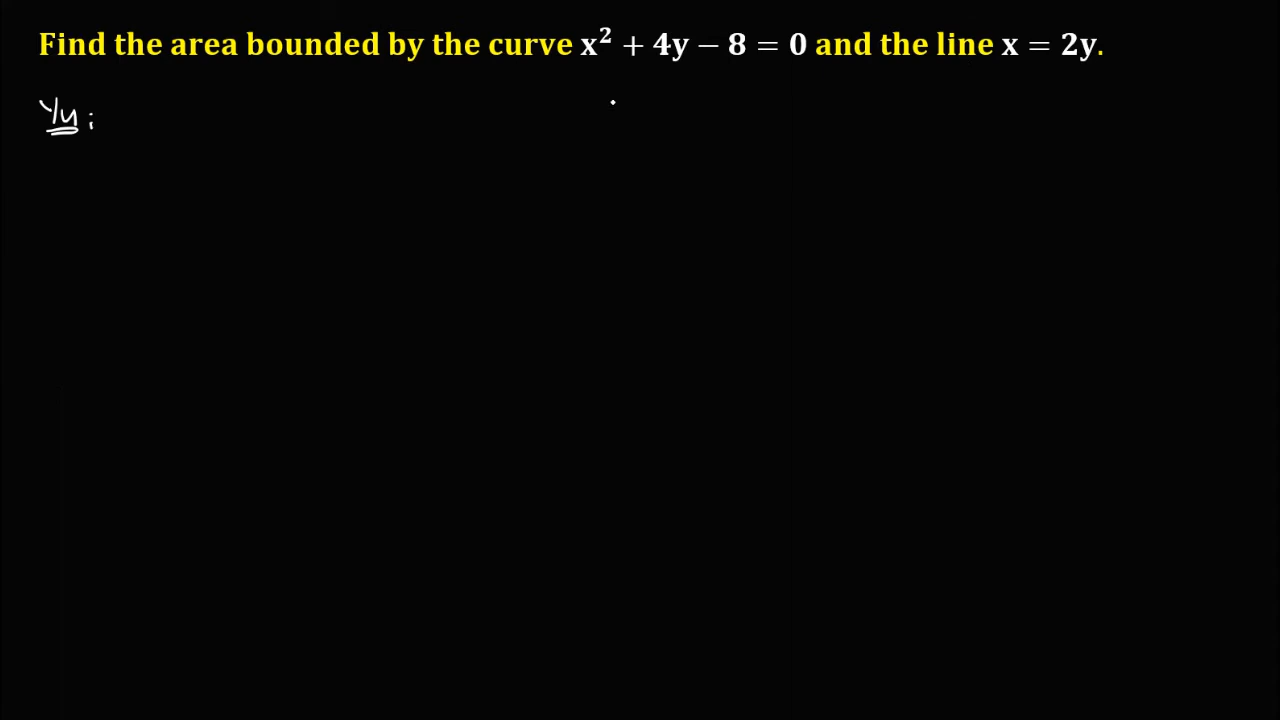 Find the area bounded by the curve x² + 4y − 8 = 0 and the line x = 2y.